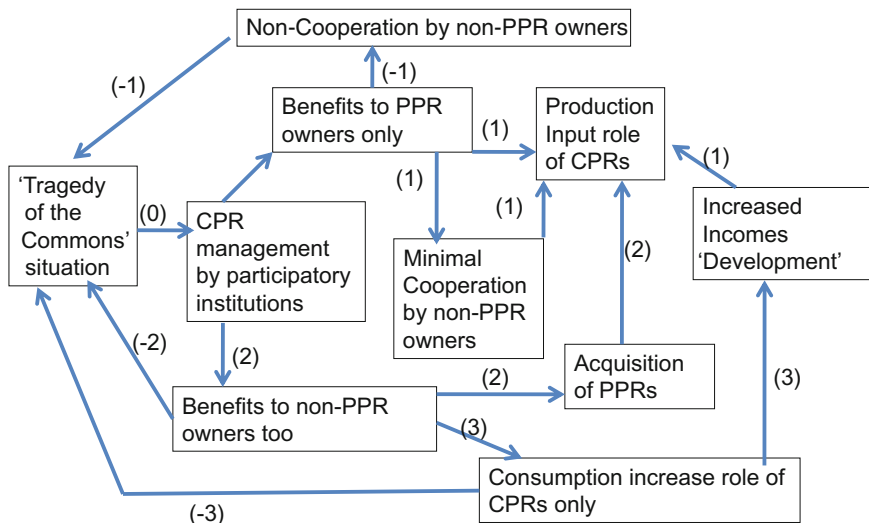 Non-Cooperation by non-PPR owners
(-1)
(-1)
Benefits to PPR
owners only
(1)
Production
Input role
of CPRs
(1)
‘Tragedy
of the
Commons’
situation
(0)
CPR
management
by participatory
institutions
(1)
(1)
Minimal
Cooperation
by non-PPR
owners
(2)
Increased
Incomes
‘Development’
(-2)
(2)
Benefits to non-PPR
owners too
(2)
Acquisition
of PPRs
(3)
(3)
Consumption increase role of
CPRs only
(-3)